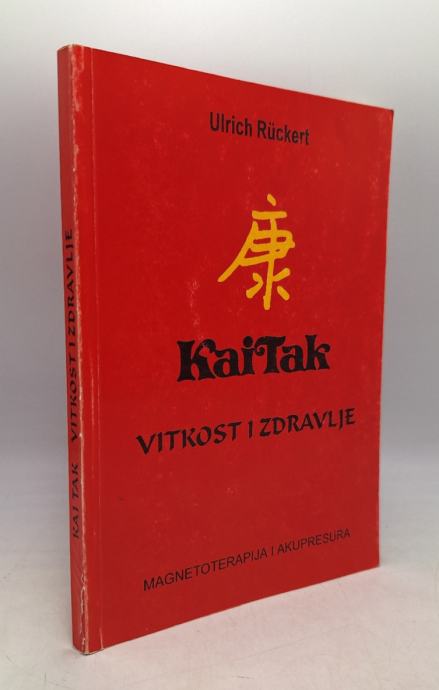 Ulrich Rückert
康
KaiTak
VITKOST I ZDRAVLJE
MAGNETOTERAPIJA I AKUPRESURA
KAI TAK VITKOST I ZDRAVLJE